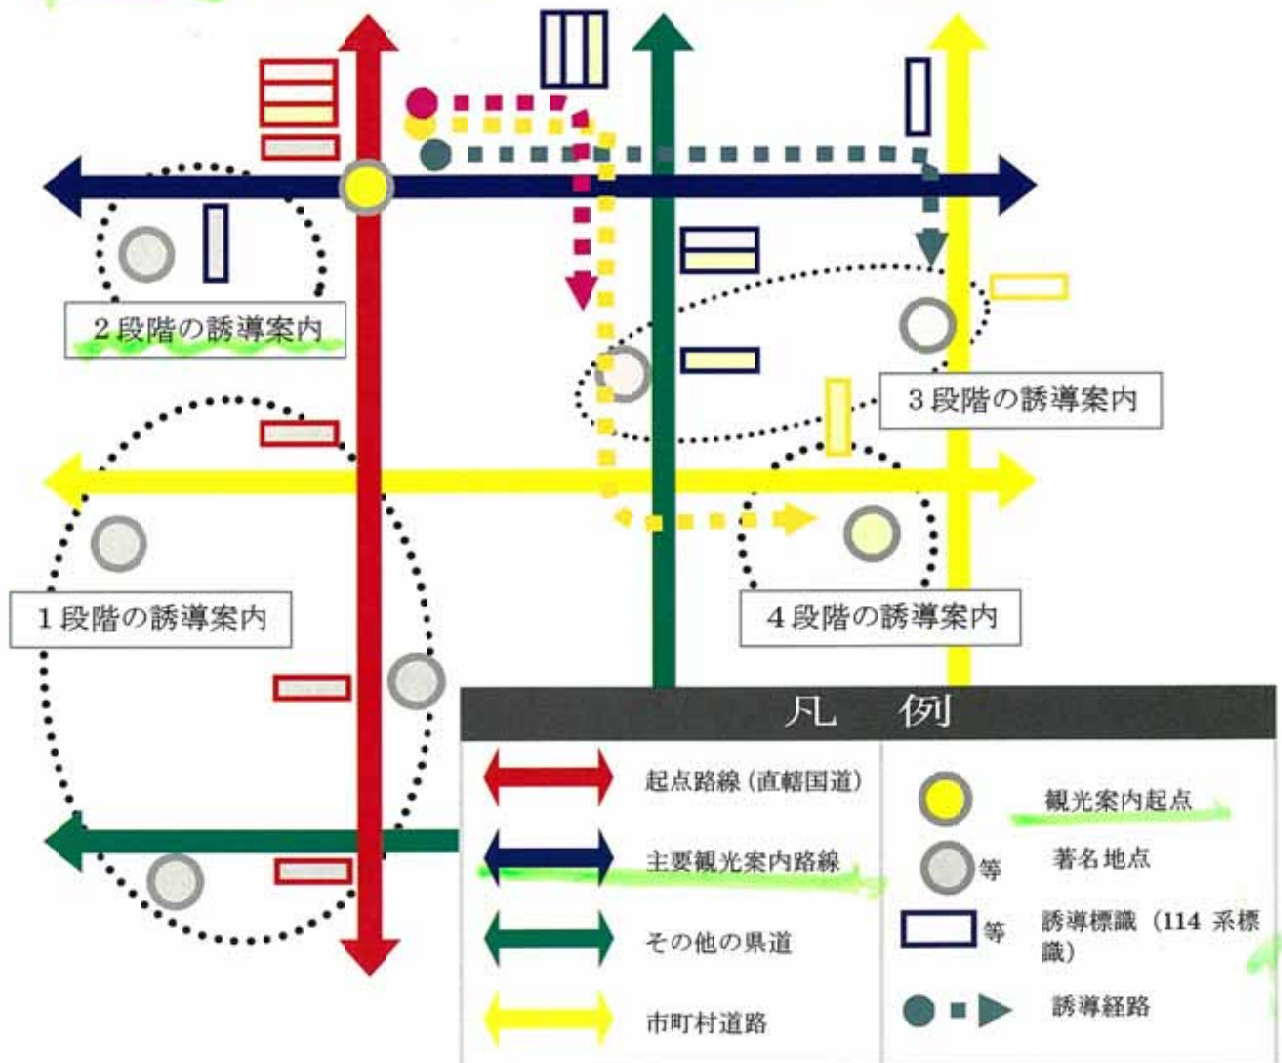 2段階の誘導案内
3段階の誘導案内
1段階の誘導案内
4段階の誘導案内
凡 例
起点路線(直轄国道)
主要観光案内路線
その他の県道
市町村道路
観光案内起点
等 著名地点
等 誘導標識(114 系標
識)
誘導経路